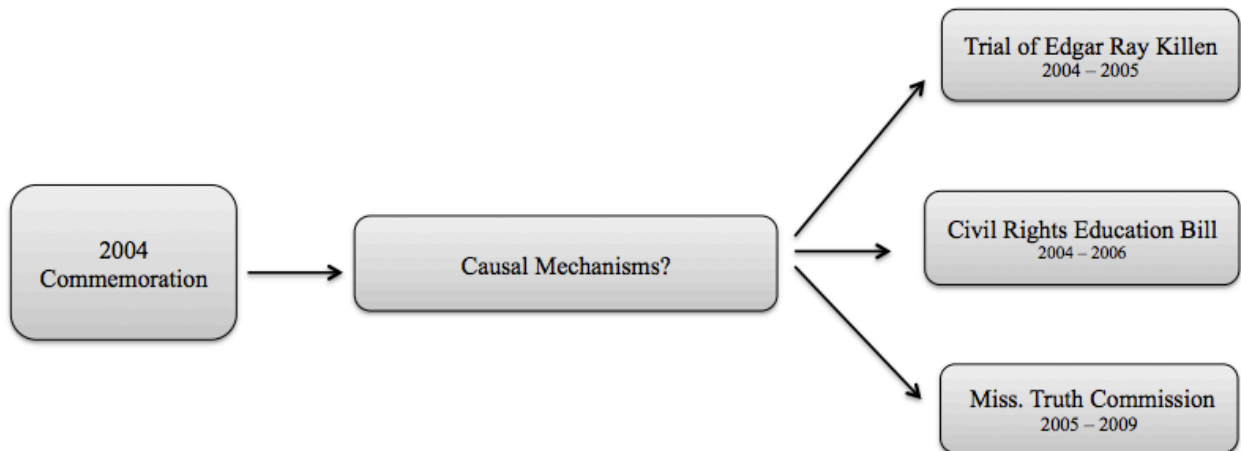 2004
Commemoration
Causal Mechanisms?
Trial of Edgar Ray Killen
2004 – 2005
Civil Rights Education Bill
2004 – 2006
Miss. Truth Commission
2005 – 2009